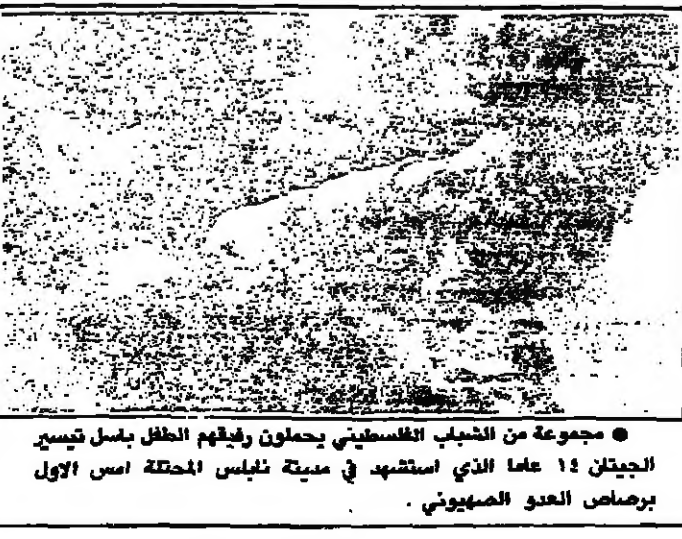 ● مجموعة من الشباب الفلسطيني يحملون رفيقهم الطفل باسل تيسير
الجيتان ١٤ عاما الذي استشهد في مدينة نابلس المحتلة امس الاول
برصاص العدو الصهيوني .